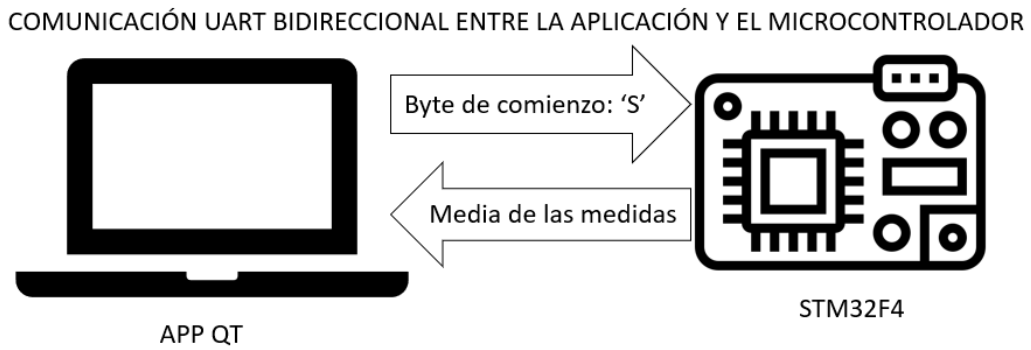 COMUNICACIÓN UART BIDIRECCIONAL ENTRE LA APLICACIÓN Y EL MICROCONTROLADOR
Byte de comienzo: ‘S’
Media de las medidas
STM32F4
APP QT